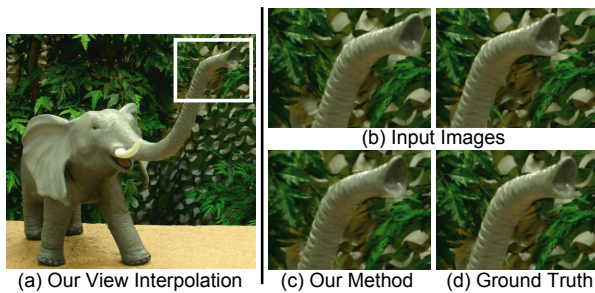 (b) Input Images
(a) Our View Interpolation
(c) Our Method
(d) Ground Truth